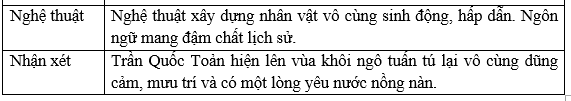 Nghệ thuật Nghệ thuật xây dựng nhân vật vô cùng sinh động, hấp dẫn. Ngôn
ngữ mang đậm chất lịch sử.
Nhận xét Trần Quốc Toản hiện lên vừa khôi ngô tuấn tú lại vô cùng dũng
cảm, mưu trí và có một lòng yêu nước nồng nàn.